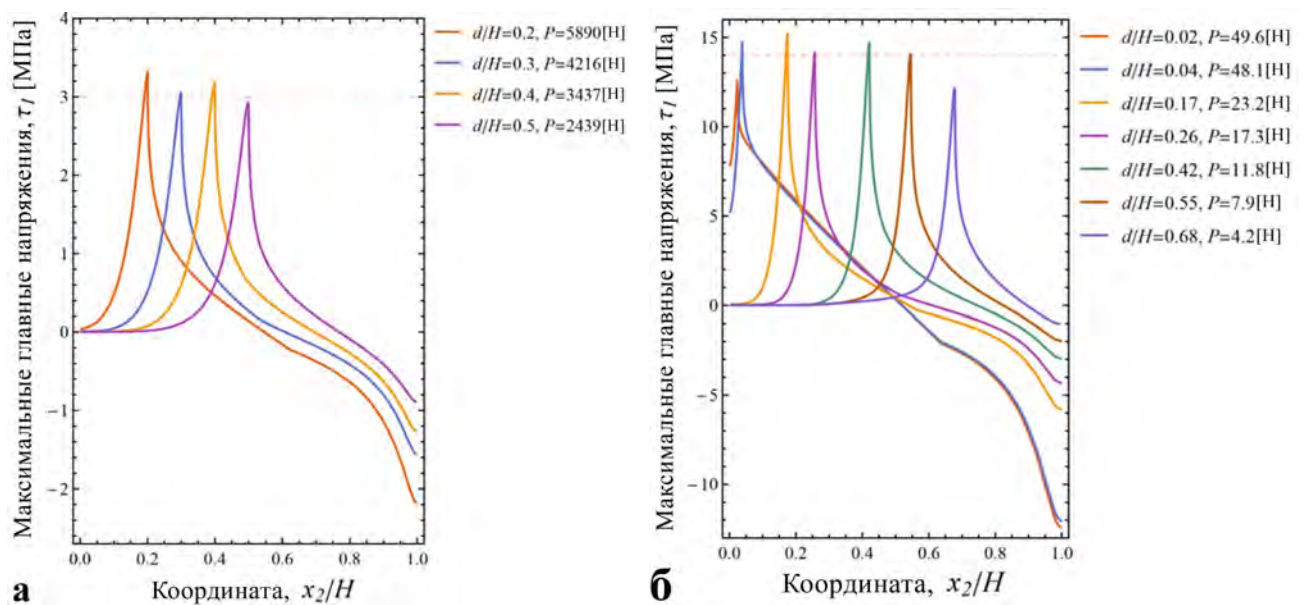 Максимальные главные напряжения, τ1 [МПа]
4
3
2
1
0
−1
−2
0.0 0.2 0.4 0.6 0.8 1.0
Координата, x2/H
а
d/H=0.2, P=5890[Н]
d/H=0.3, P=4216[Н]
d/H=0.4, P=3437[Н]
d/H=0.5, P=2439[Н]
Максимальные главные напряжения, τ1 [МПа]
15
10
5
0
−5
−10
0.0 0.2 0.4 0.6 0.8 1.0
Координата, x2/H
б
d/H=0.02, P=49.6[Н]
d/H=0.04, P=48.1[Н]
d/H=0.17, P=23.2[Н]
d/H=0.26, P=17.3[Н]
d/H=0.42, P=11.8[Н]
d/H=0.55, P=7.9[Н]
d/H=0.68, P=4.2[Н]